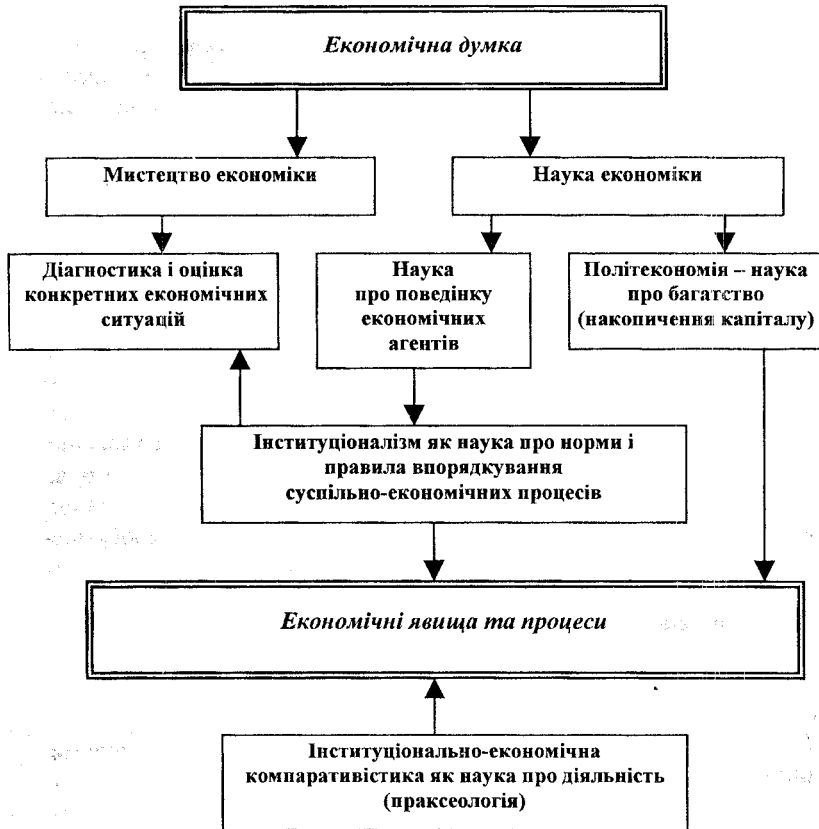 Економічна думка
Мистецтво економіки
Наука економіки
Діагностика і оцінка
конкретних економічних
ситуацій
Наука
про поведінку
економічних
агентів
Політекономія – наука
про багатство
(накопичення капіталу)
Інституціоналізм як наука про норми і
правила впорядкування
суспільно-економічних процесів
Економічні явища та процеси
Інституціонально-економічна
компаративістика як наука про діяльність
(праксеологія)